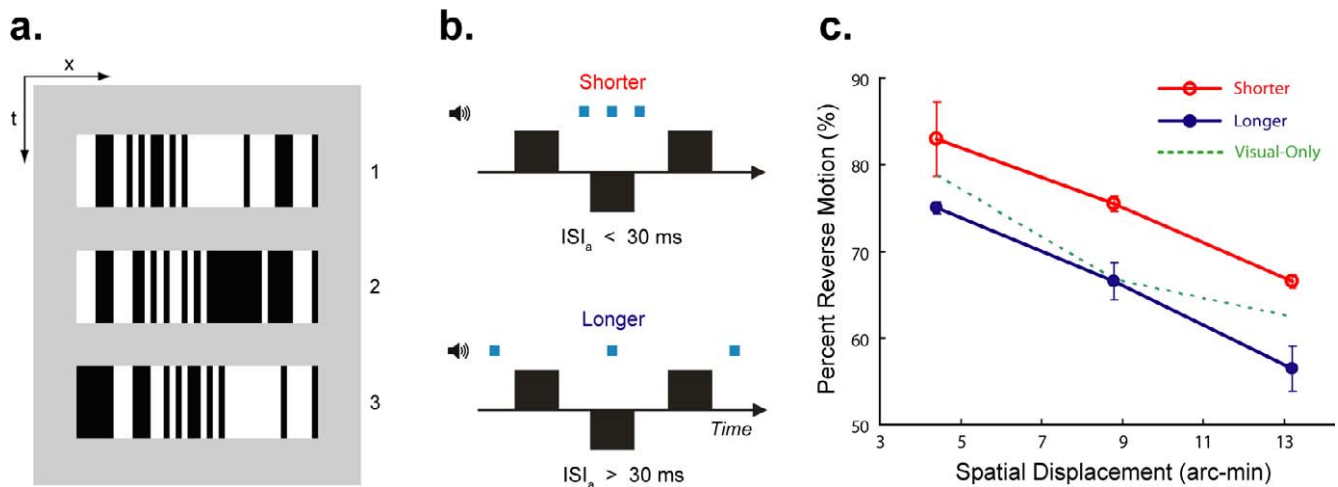 a.
x
t
1
2
3
b.
Shorter
ISIa < 30 ms
Longer
Time
ISIa > 30 ms
c.
Percent Reverse Motion (%)
90
80
70
60
50
3 5 7 9 11 13
Spatial Displacement (arc-min)
Shorter
Longer
Visual-Only